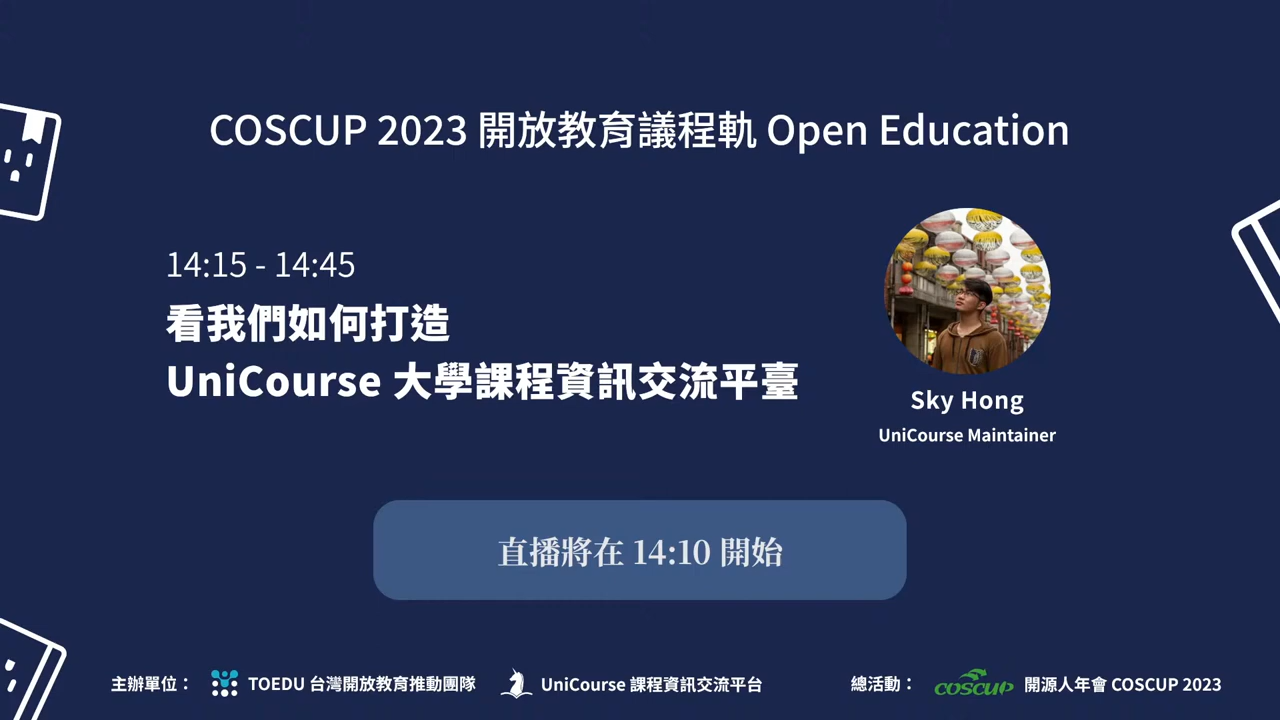 COSCUP 2023 開放教育議程軌 Open Education
14:15 - 14:45
看我們如何打造
UniCourse 大學課程資訊交流平臺
Sky Hong
UniCourse Maintainer
直播將在 14:10 開始
主辦單位：
TOEDU 台灣開放教育推動團隊
UniCourse 課程資訊交流平台
總活動：
COSCUP
開源人年會 COSCUP 2023